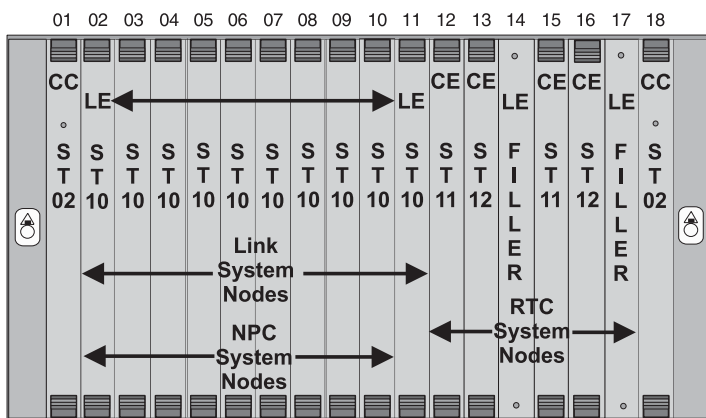 01 02 03 04 05 06 07 08 09 10 11 12 13 14 15 16 17 18
CC LE LE CE CE LE CE CE LE CC
S S S S S S S S S S S S S F S S F S
T T T T T T T T T T T T T I T T I T
02 10 10 10 10 10 10 10 10 10 10 11 12 L 11 12 L 02
L L
E E
R R
Link
System
Nodes
RTC
System
Nodes
NPC
System
Nodes